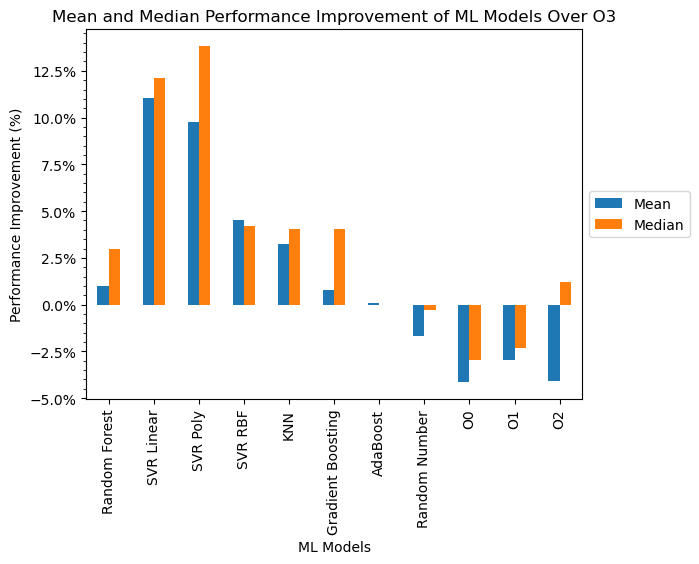 Mean and Median Performance Improvement of ML Models Over O3
Performance Improvement (%)
12.5%
10.0%
7.5%
5.0%
2.5%
0.0%
−2.5%
−5.0%
Mean
Median
Random Forest
SVR Linear
SVR Poly
SVR RBF
KNN
Gradient Boosting
AdaBoost
Random Number
O0
O1
O2
ML Models